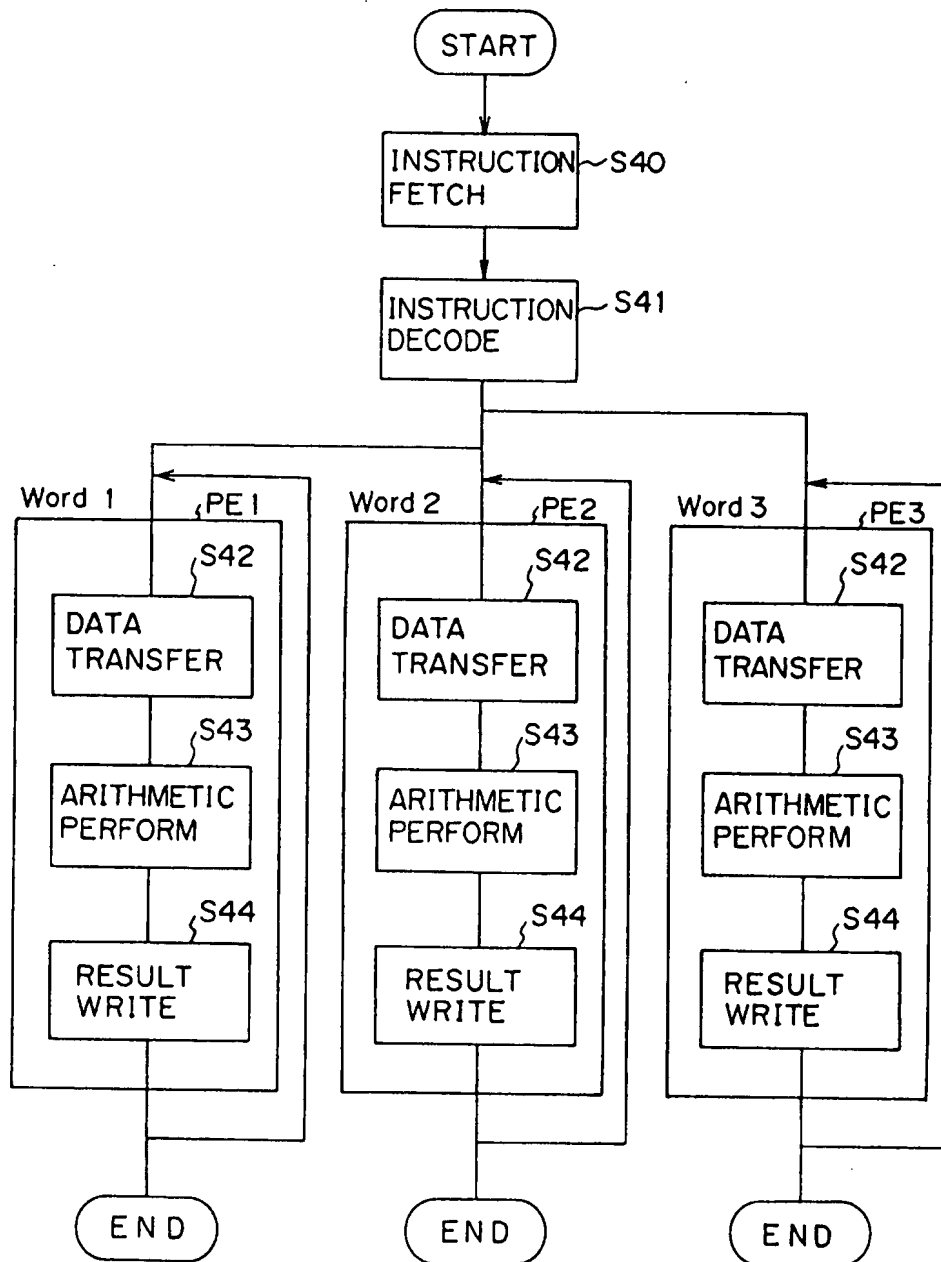 START
INSTRUCTION
FETCH
S40
INSTRUCTION
DECODE
S41
Word 1
PE1
S42
DATA
TRANSFER
S43
ARITHMETIC
PERFORM
S44
RESULT
WRITE
END
Word 2
PE2
S42
DATA
TRANSFER
S43
ARITHMETIC
PERFORM
S44
RESULT
WRITE
END
Word 3
PE3
S42
DATA
TRANSFER
S43
ARITHMETIC
PERFORM
S44
RESULT
WRITE
END